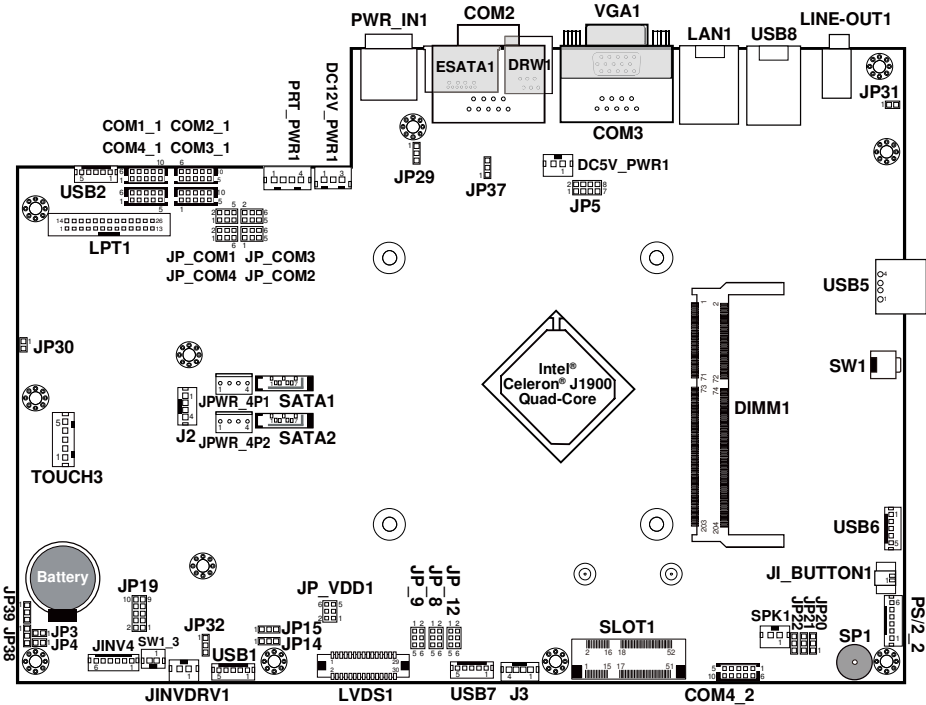 PWR_IN1
COM2
VGA1
LAN1
USB8
LINE-OUT1
ESATA1
DRW1
PRT_PWR1
DC12V_PWR1
COM3
JP31
COM1_1 COM2_1
COM4_1 COM3_1
USB2
JP29
JP37
DC5V_PWR1
JP5
LPT1
JP_COM1 JP_COM3
JP_COM4 JP_COM2
USB5
JP30
SW1
Intel®
Celeron® J1900
Quad-Core
DIMM1
JPWR_4P1
SATA1
J2
JPWR_4P2
SATA2
TOUCH3
USB6
Battery
JP19
JP_VDD1
JP_9
JP_8
JP_12
JI_BUTTON1
PS/2_2
JP39
JP38
JP3
JP4
JINV4
SW1_3
JP32
JP15
JP14
USB1
SLOT1
SPK1
JP22
JP21
JP20
SP1
JINVDRV1
LVDS1
USB7
J3
COM4_2